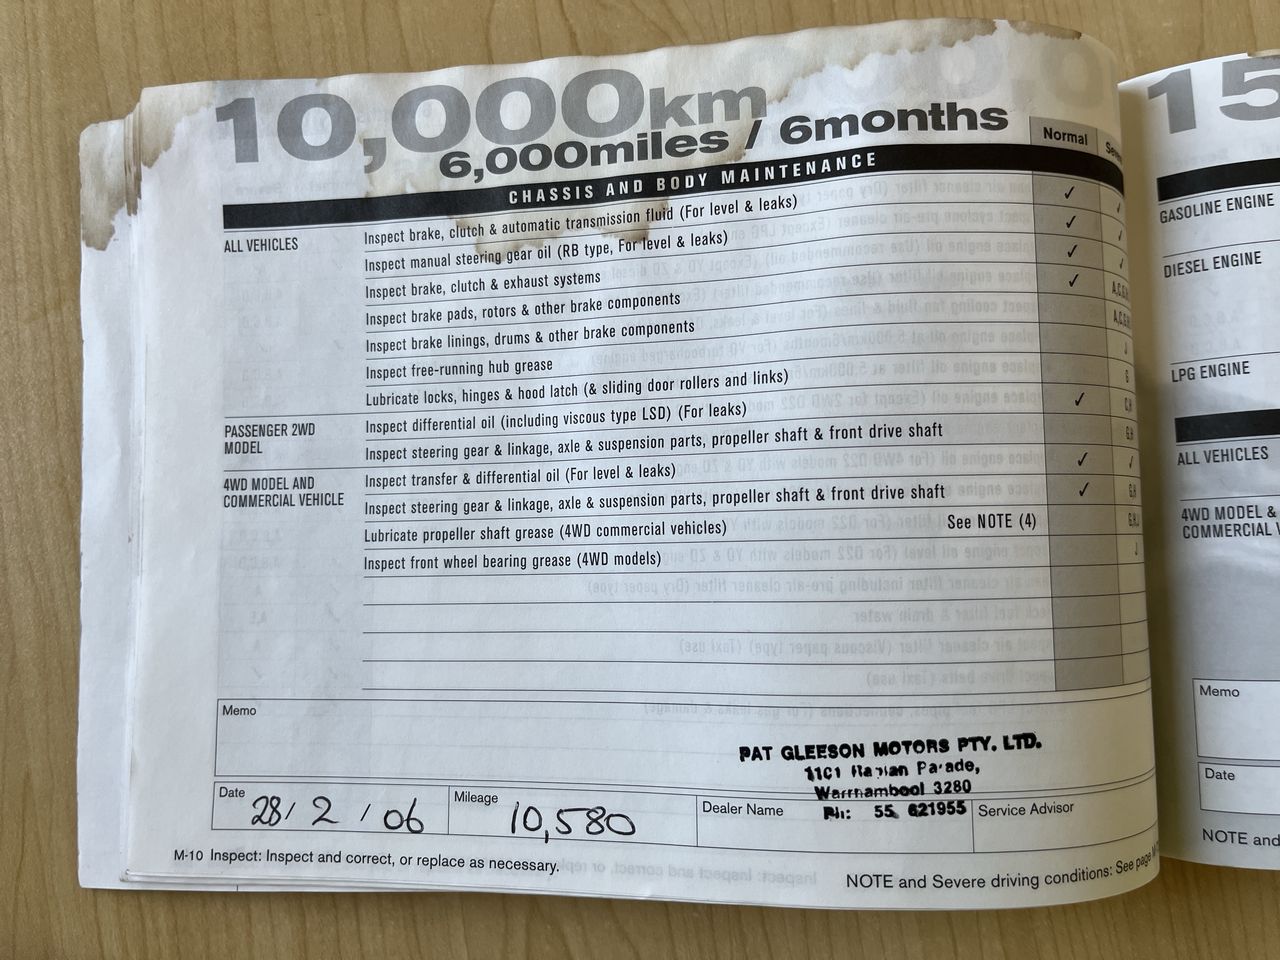 10,000km
6,000miles / 6months
Normal
CHASSIS AND BODY MAINTENANCE
ALL VEHICLES
Inspect brake, clutch & automatic transmission fluid (For level & leaks) ✓
Inspect manual steering gear oil (RB type, For level & leaks) ✓
Inspect brake, clutch & exhaust systems ✓
Inspect brake pads, rotors & other brake components ✓
Inspect brake linings, drums & other brake components
Inspect free-running hub grease
Lubricate locks, hinges & hood latch (& sliding door rollers and links)
PASSENGER 2WD
MODEL
Inspect differential oil (including viscous type LSD) (For leaks) ✓
Inspect steering gear & linkage, axle & suspension parts, propeller shaft & front drive shaft
4WD MODEL AND
COMMERCIAL VEHICLE
Inspect transfer & differential oil (For level & leaks) ✓
Inspect steering gear & linkage, axle & suspension parts, propeller shaft & front drive shaft ✓
Lubricate propeller shaft grease (4WD commercial vehicles) See NOTE (4)
Inspect front wheel bearing grease (4WD models)
Memo
PAT GLEESON MOTORS PTY. LTD.
Parade,
Warrnambool 3280
Ph: 55 621955
Date
28/2/06
Mileage
10,580
Dealer Name
Service Advisor
M-10 Inspect: Inspect and correct, or replace as necessary.
NOTE and Severe driving conditions: See page
15
GASOLINE ENGINE
DIESEL ENGINE
LPG ENGINE
ALL VEHICLES
4WD MODEL &
COMMERCIAL
Memo
Date
NOTE and